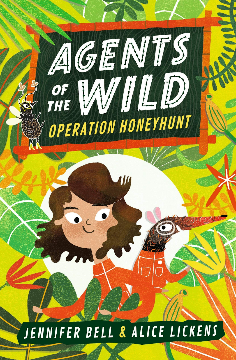 AGENTS
OF THE WILD
OPERATION HONEYHUNT
JENNIFER BELL & ALICE LICKENS